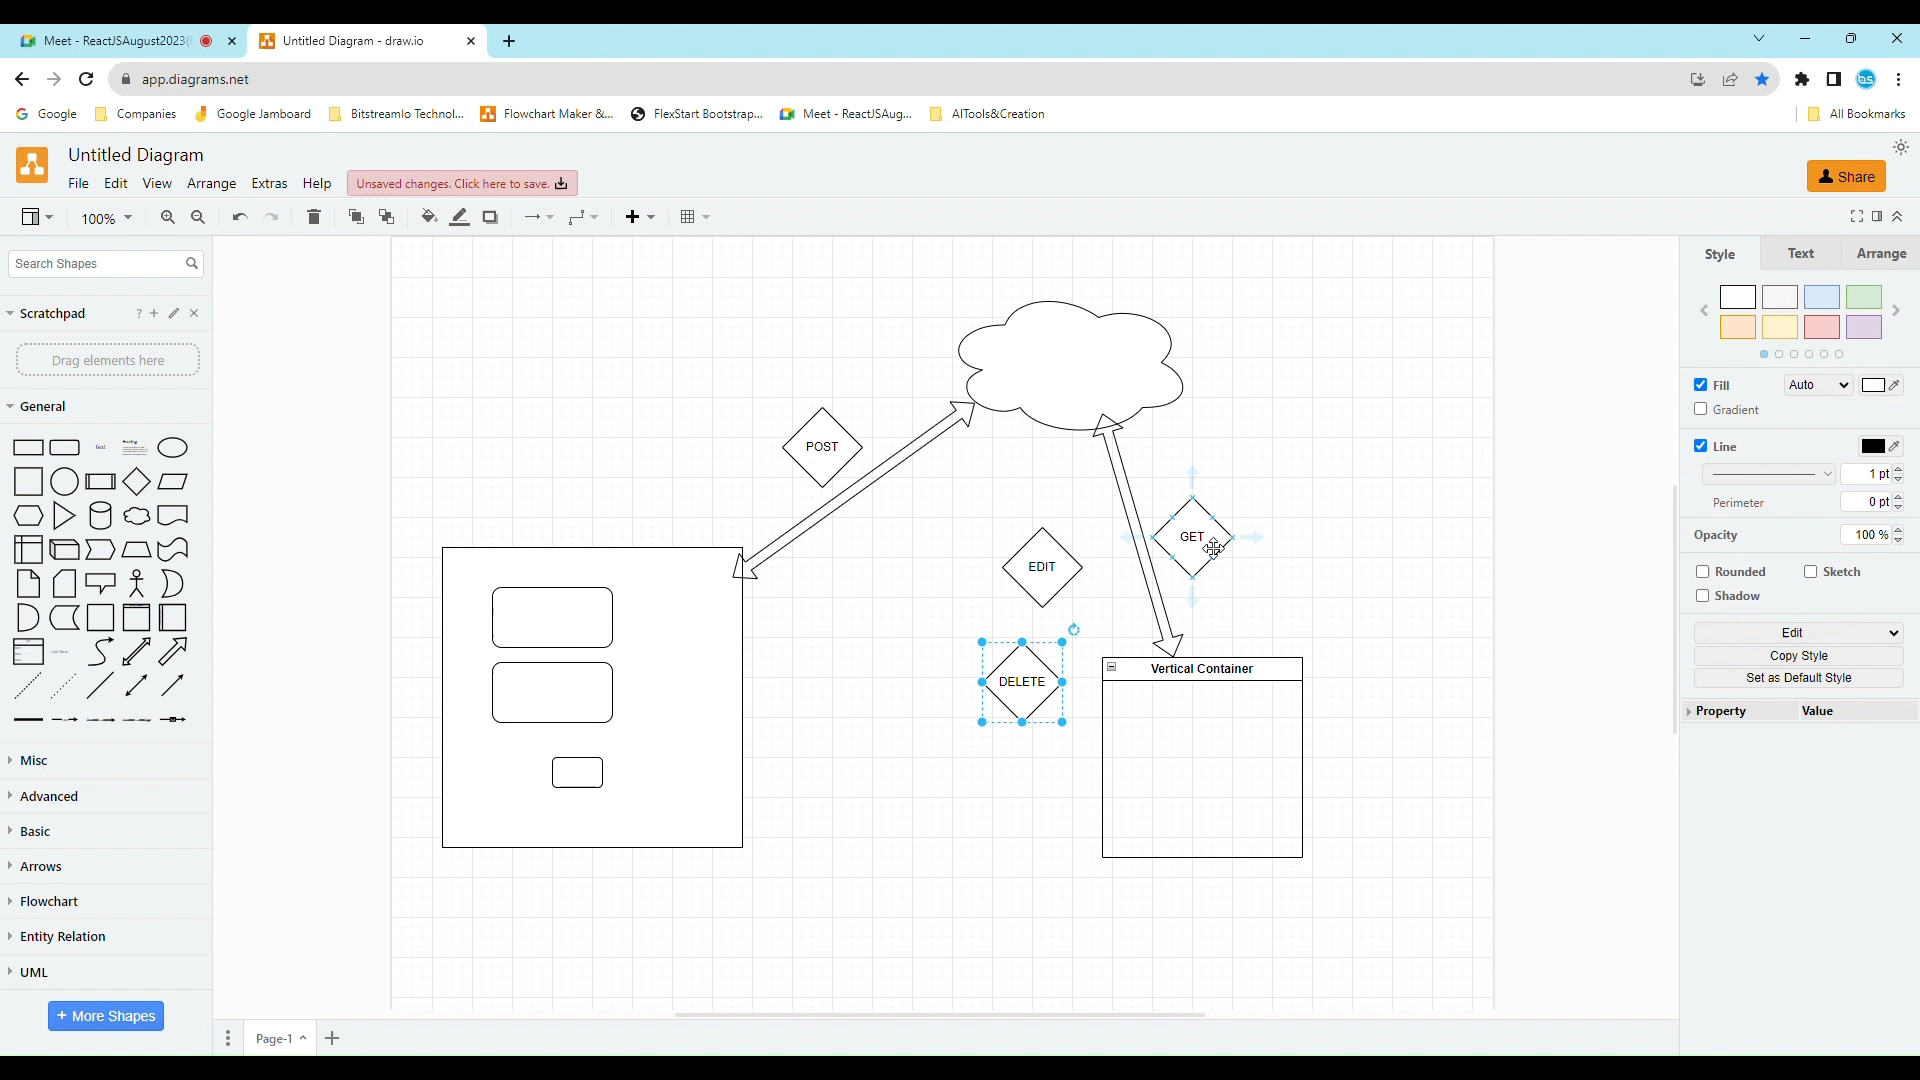 Meet - ReactJSAugust2023(
Untitled Diagram - draw.io
app.diagrams.net
Google
Companies
Google Jamboard
Bitstreamlo Technol...
Flowchart Maker &...
FlexStart Bootstrap...
Meet - ReactJSAug...
AITools&Creation
All Bookmarks
Untitled Diagram
File Edit View Arrange Extras Help
Unsaved changes. Click here to save.
Share
100%
Search Shapes
Scratchpad
?
Drag elements here
General
Text
Heading
Misc
Advanced
Basic
Arrows
Flowchart
Entity Relation
UML
+ More Shapes
POST
GET
EDIT
DELETE
Vertical Container
Page-1
Style Text Arrange
Fill Auto
Gradient
Line
1 pt
Perimeter 0 pt
Opacity 100 %
Rounded Sketch
Shadow
Edit
Copy Style
Set as Default Style
Property Value